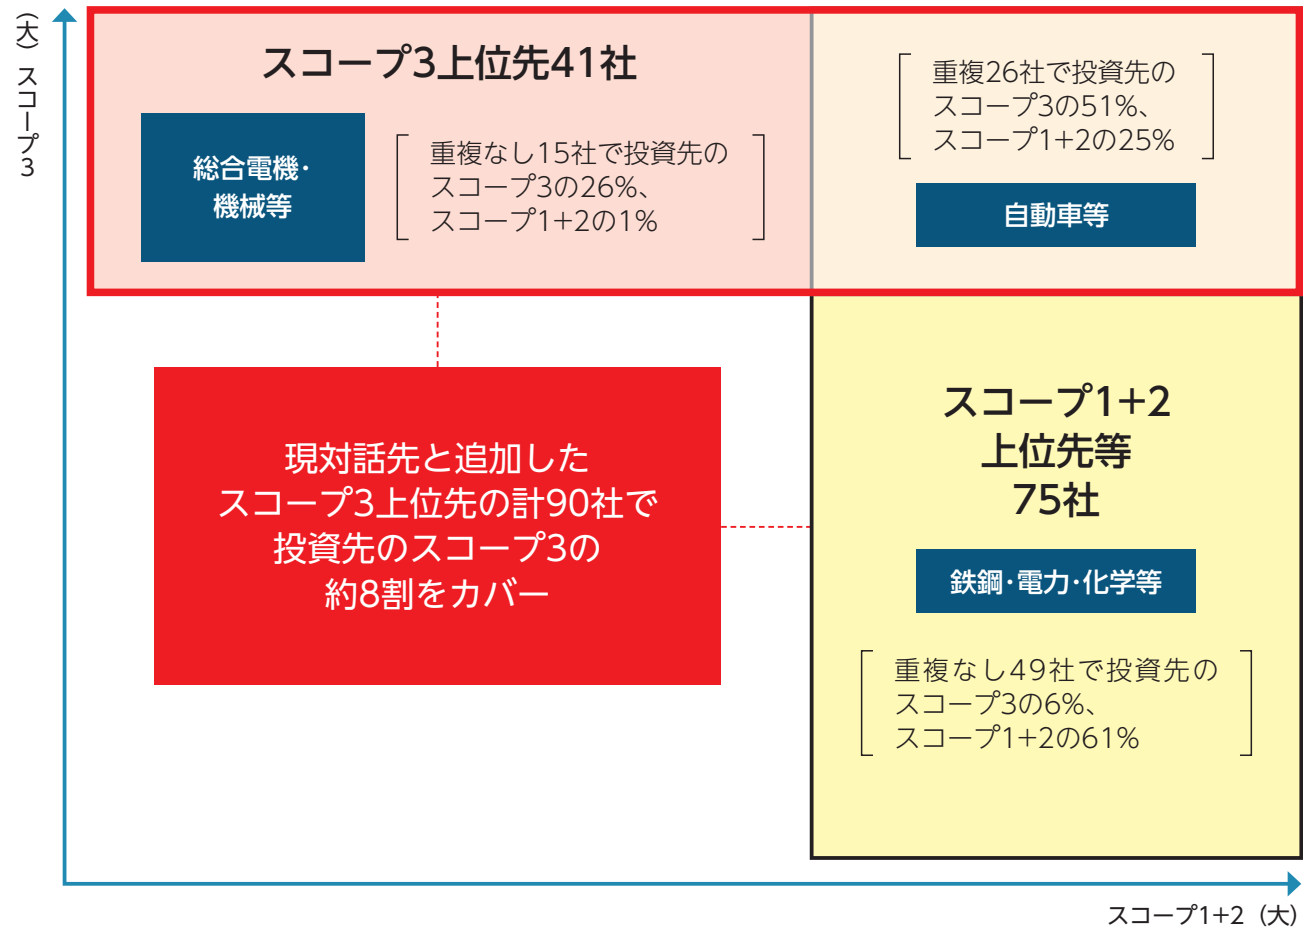 （大）スコープ3
スコープ3上位先41社
総合電機・
機械等
重複なし15社で投資先の
スコープ3の26%、
スコープ1+2の1%
重複26社で投資先の
スコープ3の51%、
スコープ1+2の25%
自動車等
現対話先と追加した
スコープ3上位先の計90社で
投資先のスコープ3の
約8割をカバー
スコープ1+2
上位先等
75社
鉄鋼・電力・化学等
重複なし49社で投資先の
スコープ3の6%、
スコープ1+2の61%
スコープ1+2（大）